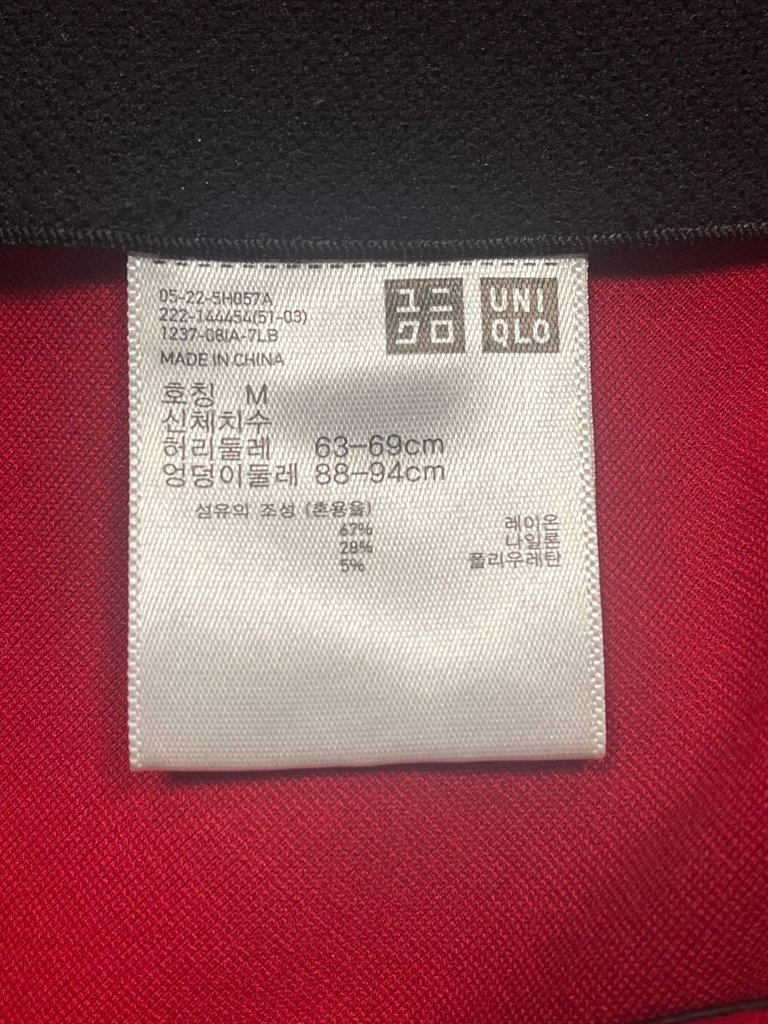 05-22-5H057A
222-144454(51-03)
1237-08IA-7LB
MADE IN CHINA
ユニ
クロ
UNI
QLO
호칭 M
신체치수
허리둘레 63-69cm
엉덩이둘레 88-94cm
섬유의 조성 (혼용율)
67% 레이온
28% 나일론
5% 폴리우레탄